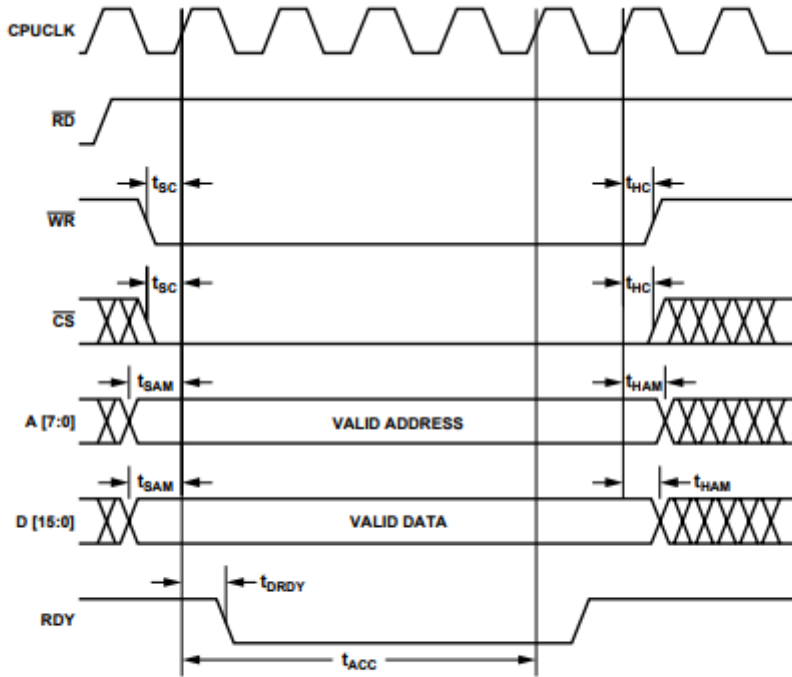 CPUCLK
RD
tSC
tHC
WR
tSC
tHC
CS
tSAM
tHAM
A [7:0]
VALID ADDRESS
tSAM
tHAM
D [15:0]
VALID DATA
tDRDY
RDY
tACC